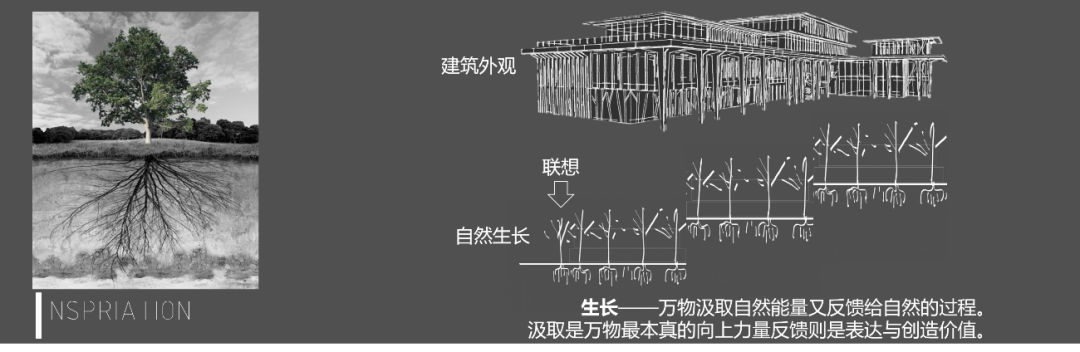 建筑外观
联想
自然生长
INSPRIATION
生长——万物汲取自然能量又反馈给自然的过程。
汲取是万物最本真的向上力量反馈则是表达与创造价值。